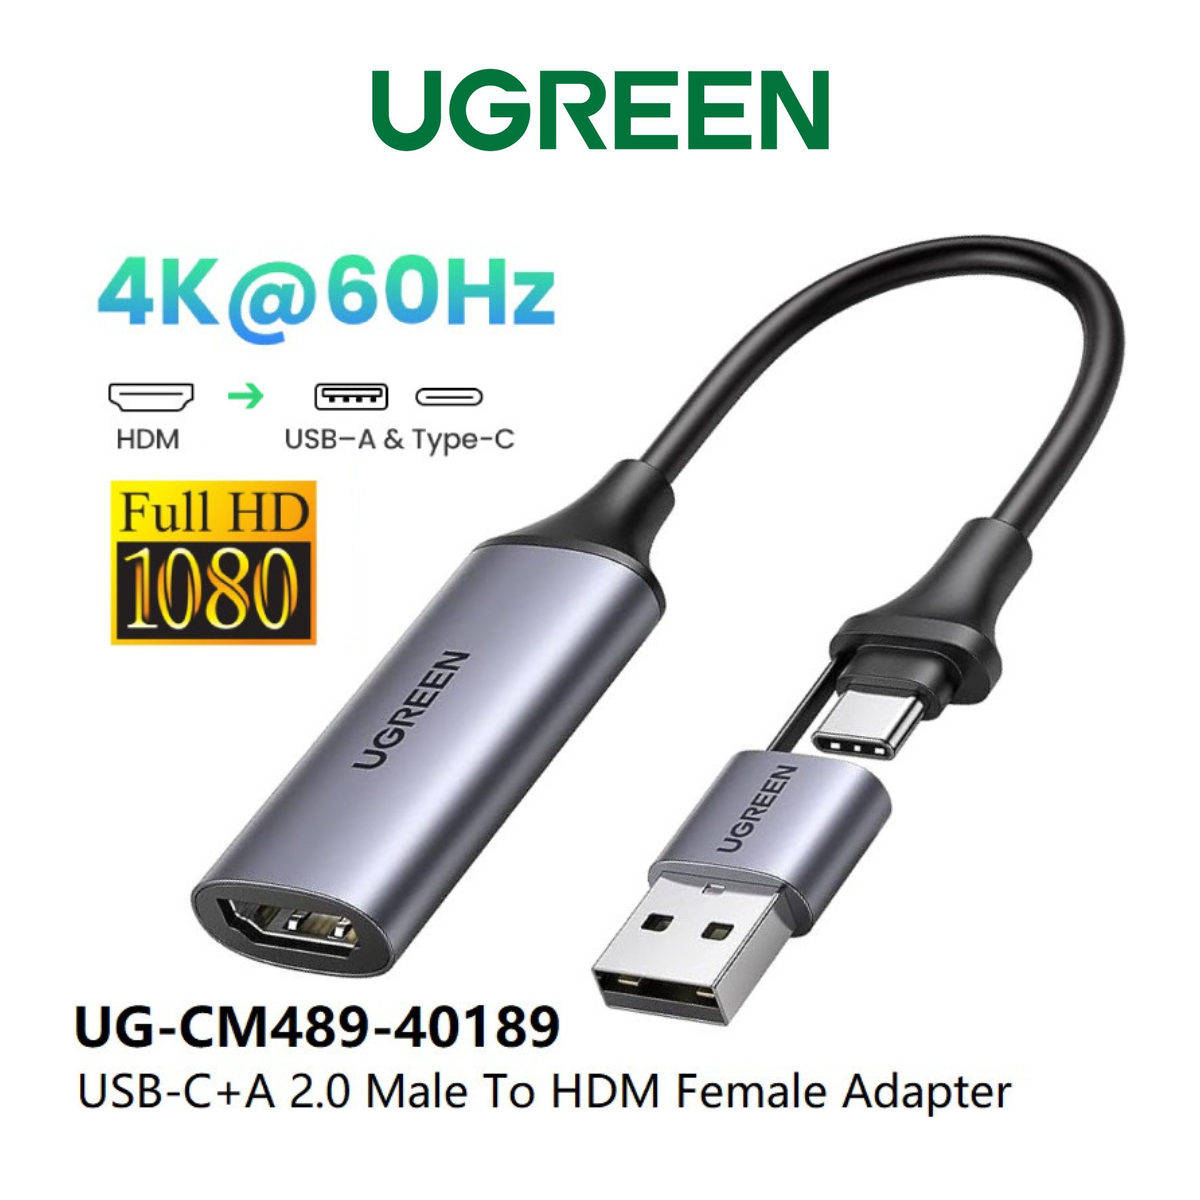 UGREEN
4K@60Hz
HDM
USB-A & Type-C
Full HD
1080
UGREEN
UGREEN
UG-CM489-40189
USB-C+A 2.0 Male To HDM Female Adapter